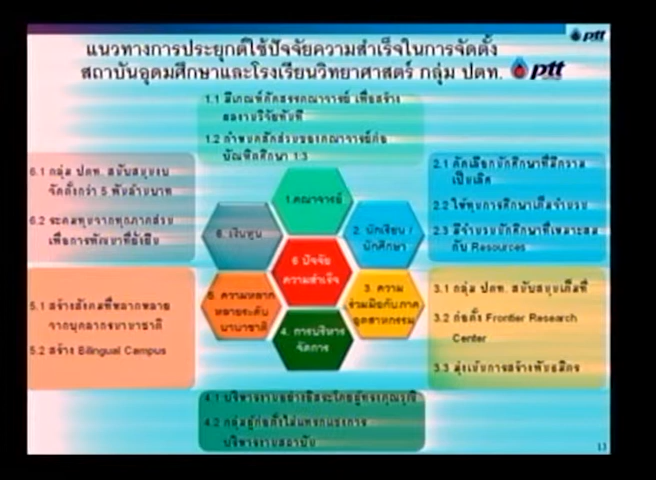 ptt
แนวทางการประยุกต์ใช้ปัจจัยความสำเร็จในการจัดตั้ง
สถาบันอุดมศึกษาและโรงเรียนวิทยาศาสตร์ กลุ่ม ปตท.
ptt
1.1 มีเกณฑ์คัดสรรคณาจารย์ เพื่อสร้าง
ผลงานวิจัยทันที
1.2 กำหนดสัดส่วนของคณาจารย์ต่อ
บัณฑิตศึกษา 1:3
6.1 กลุ่ม ปตท. สนับสนุนงบ
จัดตั้งกว่า 5 พันล้านบาท
6.2 ระดมทุนจากทุกภาคส่วน
เพื่อการพัฒนาที่ยั่งยืน
2.1 คัดเลือกนักศึกษาที่มีความ
เป็นเลิศ
2.2 ให้ทุนการศึกษาเต็มจำนวน
2.3 มีจำนวนนักศึกษาที่เหมาะสม
กับ Resources
1.คณาจารย์
6. เงินทุน
2. นักเรียน /
นักศึกษา
6 ปัจจัย
ความสำเร็จ
5. ความหลาก
หลายระดับ
นานาชาติ
3. ความ
ร่วมมือกับภาค
อุตสาหกรรม
4. การบริหาร
จัดการ
5.1 สร้างสังคมที่หลากหลาย
จากบุคลากรนานาชาติ
5.2 สร้าง Bilingual Campus
3.1 กลุ่ม ปตท. สนับสนุนเต็มที่
3.2 ก่อตั้ง Frontier Research
Center
3.3 มุ่งเน้นการสร้างพันธมิตร
4.1 บริหารงานอย่างอิสระโดยผู้ทรงคุณวุฒิ
4.2 กลุ่มผู้ก่อตั้งไม่แทรกแซงการ
บริหารงานสถาบัน
13